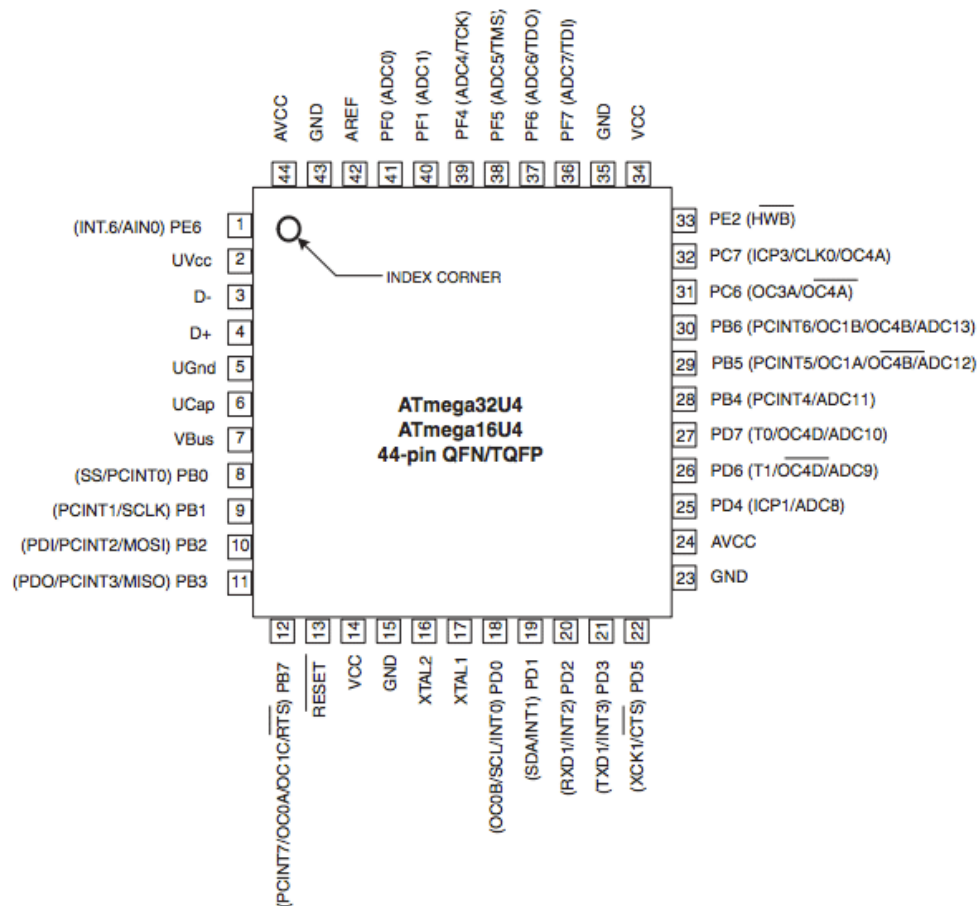 AVCC
GND
AREF
PF0 (ADC0)
PF1 (ADC1)
PF4 (ADC4/TCK)
PF5 (ADC5/TMS)
PF6 (ADC6/TDO)
PF7 (ADC7/TDI)
GND
VCC
44
43
42
41
40
39
38
37
36
35
34
(INT.6/AIN0) PE6 1
UVcc 2
D- 3
D+ 4
UGnd 5
UCap 6
VBus 7
(SS/PCINT0) PB0 8
(PCINT1/SCLK) PB1 9
(PDI/PCINT2/MOSI) PB2 10
(PDO/PCINT3/MISO) PB3 11
INDEX CORNER
ATmega32U4
ATmega16U4
44-pin QFN/TQFP
33 PE2 (HWB)
32 PC7 (ICP3/CLK0/OC4A)
31 PC6 (OC3A/OC4A)
30 PB6 (PCINT6/OC1B/OC4B/ADC13)
29 PB5 (PCINT5/OC1A/OC4B/ADC12)
28 PB4 (PCINT4/ADC11)
27 PD7 (T0/OC4D/ADC10)
26 PD6 (T1/OC4D/ADC9)
25 PD4 (ICP1/ADC8)
24 AVCC
23 GND
12
13
14
15
16
17
18
19
20
21
22
(PCINT7/OC0A/OC1C/RTS) PB7
RESET
VCC
GND
XTAL2
XTAL1
(OC0B/SCL/INT0) PD0
(SDA/INT1) PD1
(RXD1/INT2) PD2
(TXD1/INT3) PD3
(XCK1/CTS) PD5